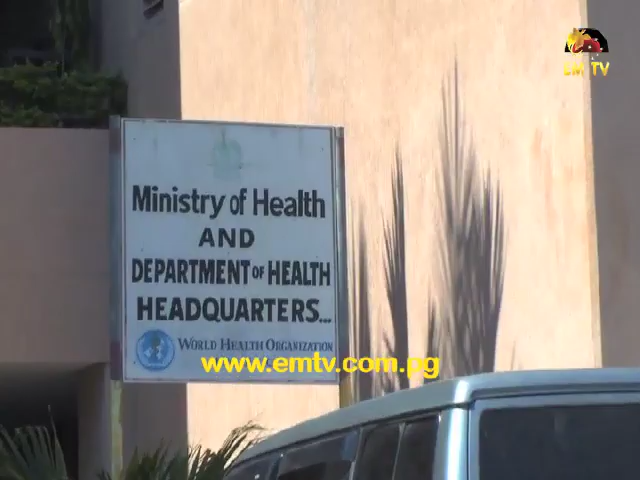 EM TV
Ministry of Health
AND
DEPARTMENT OF HEALTH
HEADQUARTERS...
WORLD HEALTH ORGANIZATION
www.emtv.com.pg